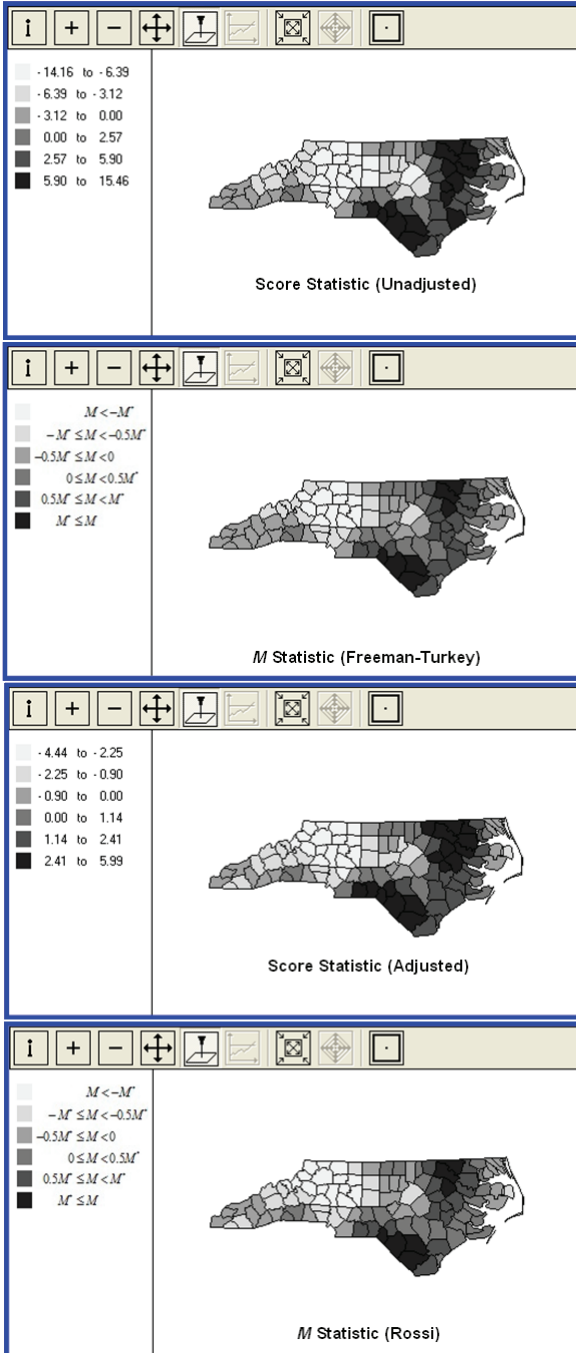 i + −
- 14.16 to - 6.39
- 6.39 to - 3.12
- 3.12 to 0.00
0.00 to 2.57
2.57 to 5.90
5.90 to 15.46
Score Statistic (Unadjusted)
i + −
M < −M*
−M* ≤ M < −0.5M*
−0.5M* ≤ M < 0
0 ≤ M < 0.5M*
0.5M* ≤ M < M*
M* ≤ M
M Statistic (Freeman-Turkey)
i + −
- 4.44 to - 2.25
- 2.25 to - 0.90
- 0.90 to 0.00
0.00 to 1.14
1.14 to 2.41
2.41 to 5.99
Score Statistic (Adjusted)
i + −
M < −M*
−M* ≤ M < −0.5M*
−0.5M* ≤ M < 0
0 ≤ M < 0.5M*
0.5M* ≤ M < M*
M* ≤ M
M Statistic (Rossi)